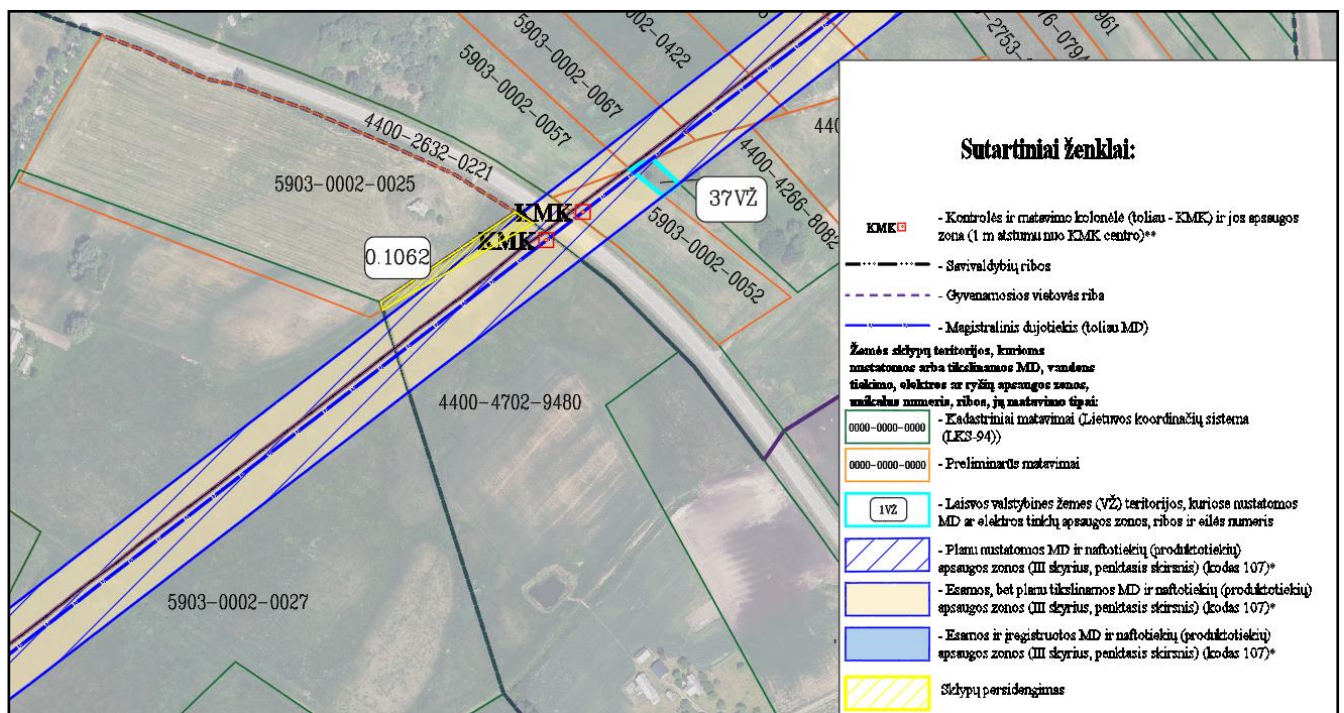 002-0422
5903-0002-0067
5903-0002-0057
4400-2632-0221
5903-0002-0025
KMK
KMK
0.1062
37VŽ
4400-4266-8082
5903-0002-0052
4400-4702-9480
5903-0002-0027
-2753-
76-0794
961
440
Sutartiniai ženklai:
KMK - Kontrolės ir matavimo kolonėlė (toliau - KMK) ir jos apsaugos
zona (1 m atstumu nuo KMK centro)**
- Savivaldybių ribos
- Gyvenamosios vietovės riba
- Magistralinis dujotiekis (toliau MD)
Žemės sklypų teritorijos, kurioms
nustatomos arba tikslinamos MD, vandens
tiekimo, elektros ar ryšių apsaugos zonos,
unikalus numeris, ribos, jų matavimo tipai:
0000-0000-0000 - Kadastriniai matavimai (Lietuvos koordinačių sistema
(LKS-94))
0000-0000-0000 - Preliminarūs matavimai
1VŽ - Laisvos valstybinės žemės (VŽ) teritorijos, kuriose nustatomos
MD ar elektros tinklų apsaugos zonos, ribos ir eilės numeris
- Planu nustatomos MD ir naftotiekių (produktotiekių)
apsaugos zonos (III skyrius, penktasis skirsnis) (kodas 107)*
- Esamos, bet planu tikslinamos MD ir naftotiekių (produktotiekių)
apsaugos zonos (III skyrius, penktasis skirsnis) (kodas 107)*
- Esamos ir įregistruotos MD ir naftotiekių (produktotiekių)
apsaugos zonos (III skyrius, penktasis skirsnis) (kodas 107)*
Sklypų persidengimas